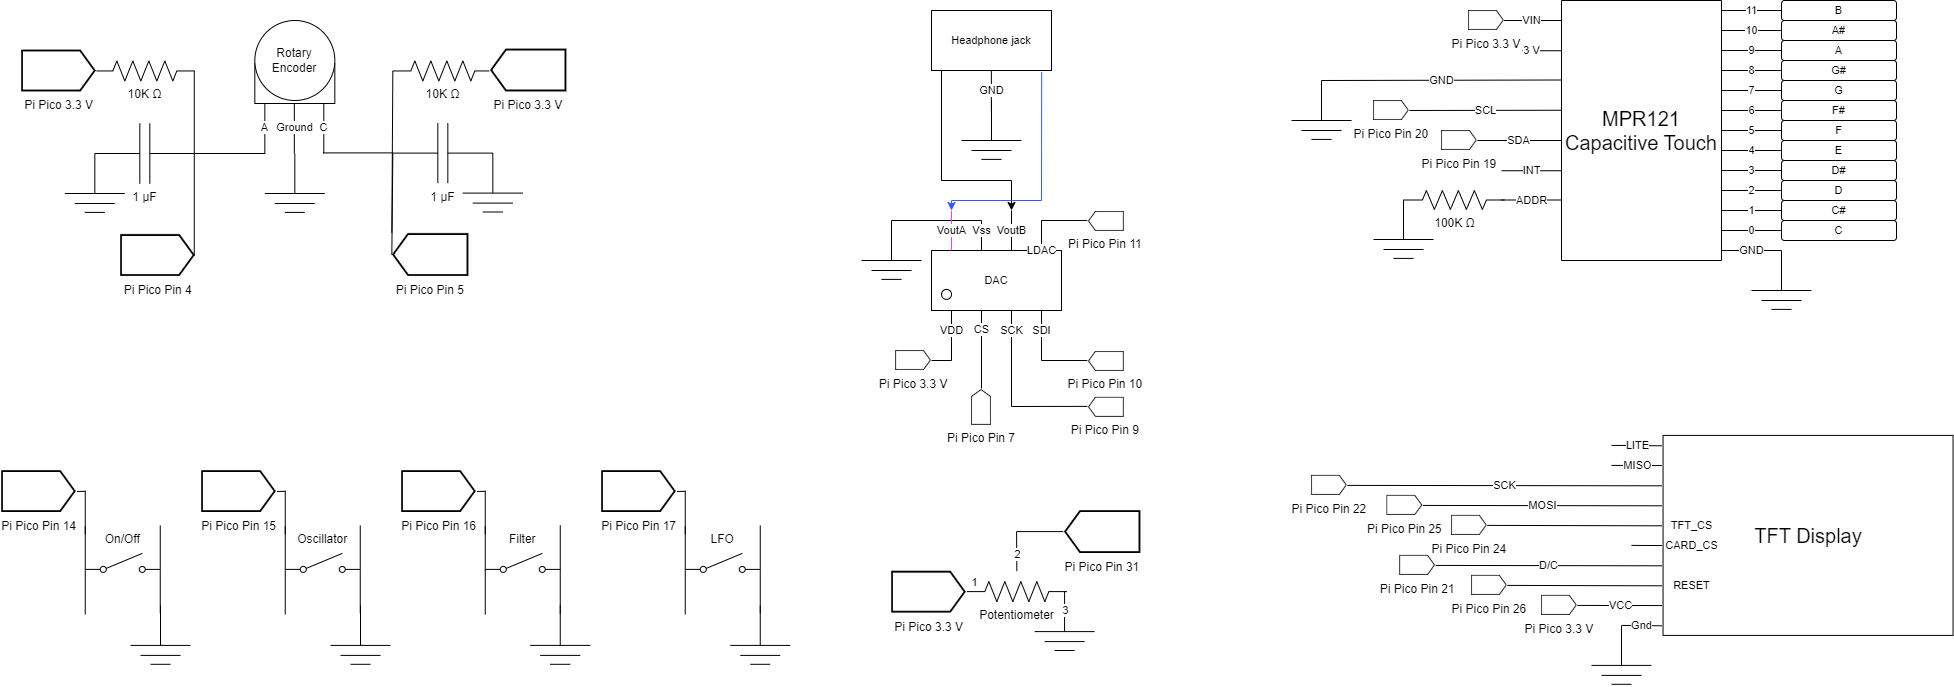 Rotary
Encoder
Pi Pico 3.3 V
10K Ω
10K Ω
Pi Pico 3.3 V
A
Ground
C
1 µF
1 µF
Pi Pico Pin 4
Pi Pico Pin 5
Headphone jack
GND
VoutA
Vss
VoutB
LDAC
Pi Pico Pin 11
DAC
VDD
CS
SCK
SDI
Pi Pico 3.3 V
Pi Pico Pin 10
Pi Pico Pin 7
Pi Pico Pin 9
VIN
Pi Pico 3.3 V
3 V
GND
SCL
Pi Pico Pin 20
SDA
Pi Pico Pin 19
INT
ADDR
100K Ω
MPR121
Capacitive Touch
11 B
10 A#
9 A
8 G#
7 G
6 F#
5 F
4 E
3 D#
2 D
1 C#
0 C
GND
Pi Pico Pin 14
On/Off
Pi Pico Pin 15
Oscillator
Pi Pico Pin 16
Filter
Pi Pico Pin 17
LFO
2
Pi Pico Pin 31
1
Potentiometer
3
Pi Pico 3.3 V
LITE
MISO
SCK
Pi Pico Pin 22
MOSI
Pi Pico Pin 25
TFT_CS
Pi Pico Pin 24
CARD_CS
D/C
Pi Pico Pin 21
RESET
Pi Pico Pin 26
VCC
Pi Pico 3.3 V
Gnd
TFT Display